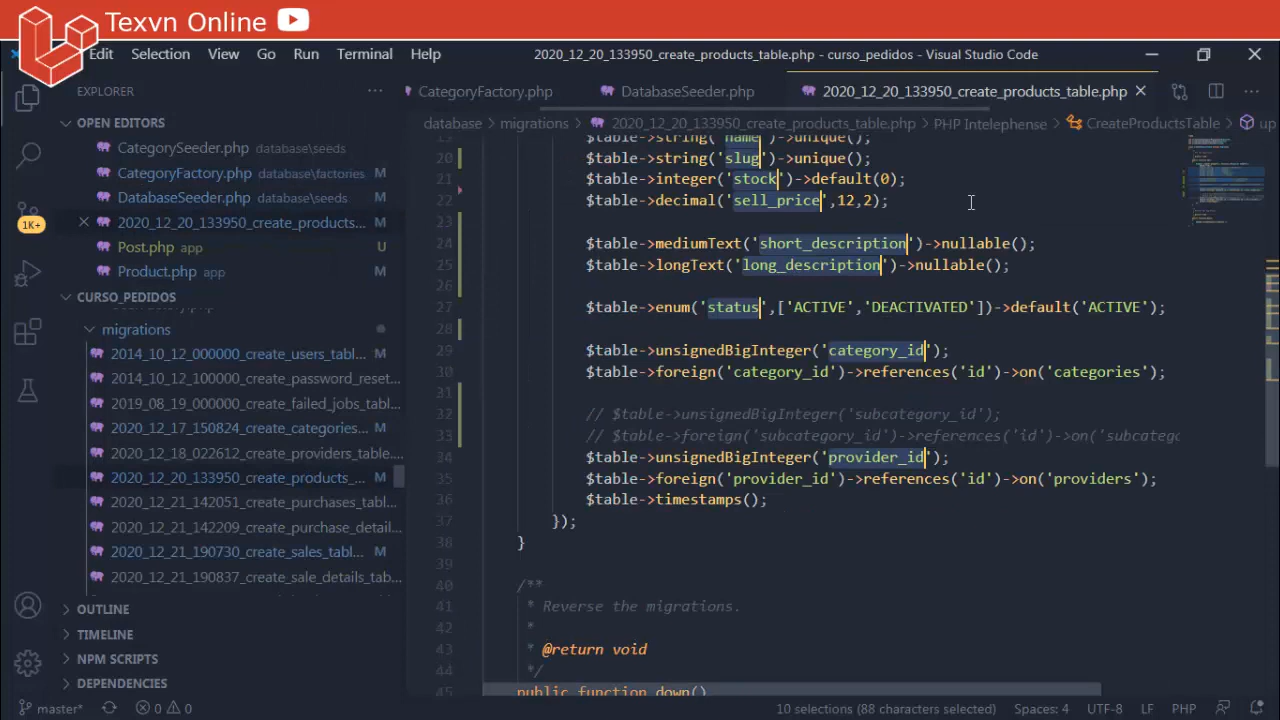 Texvn Online
Edit Selection View Go Run Terminal Help
2020_12_20_133950_create_products_table.php - curso_pedidos - Visual Studio Code
EXPLORER
CategoryFactory.php
DatabaseSeeder.php
2020_12_20_133950_create_products_table.php
OPEN EDITORS
CategorySeeder.php database\seeds
CategoryFactory.php database\factories M
DatabaseSeeder.php database\seeds M
2020_12_20_133950_create_products... M
Post.php app U
Product.php app M
CURSO_PEDIDOS
migrations
2014_10_12_000000_create_users_tabl... M
2014_10_12_100000_create_password_reset...
2019_08_19_000000_create_failed_jobs_tabl...
2020_12_17_150824_create_categories... M
2020_12_18_022612_create_providers_table...
2020_12_20_133950_create_products_... M
2020_12_21_142051_create_purchases_table...
2020_12_21_142209_create_purchase_detail...
2020_12_21_190730_create_sales_tabl... M
2020_12_21_190837_create_sale_details_tab...
OUTLINE
TIMELINE
NPM SCRIPTS
DEPENDENCIES
1K+
database > migrations > 2020_12_20_133950_create_products_table.php > PHP Intelephense > CreateProductsTable > up
19 $table->string('name')->unique();
20 $table->string('slug')->unique();
21 $table->integer('stock')->default(0);
22 $table->decimal('sell_price',12,2);
23
24 $table->mediumText('short_description')->nullable();
25 $table->longText('long_description')->nullable();
26
27 $table->enum('status',['ACTIVE','DEACTIVATED'])->default('ACTIVE');
28
29 $table->unsignedBigInteger('category_id');
30 $table->foreign('category_id')->references('id')->on('categories');
31
32 // $table->unsignedBigInteger('subcategory_id');
33 // $table->foreign('subcategory_id')->references('id')->on('subcateg
34 $table->unsignedBigInteger('provider_id');
35 $table->foreign('provider_id')->references('id')->on('providers');
36 $table->timestamps();
37 });
38 }
39
40 /**
41 * Reverse the migrations.
42 *
43 * @return void
44 */
45 public function down()
master* 0 0 10 selections (88 characters selected) Spaces: 4 UTF-8 LF PHP